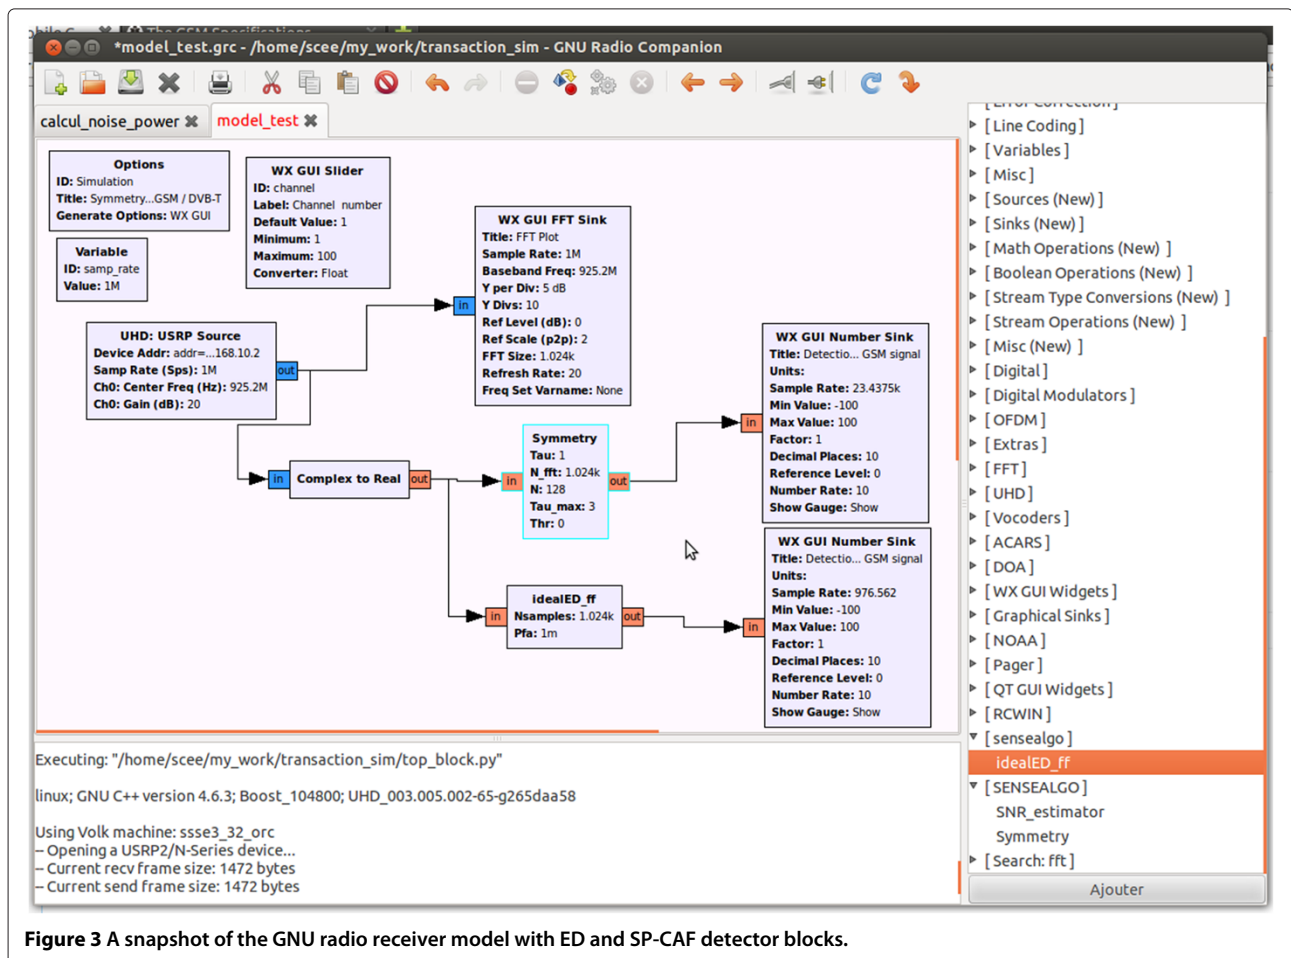 *model_test.grc - /home/scee/my_work/transaction_sim - GNU Radio Companion
calcul_noise_power
model_test
Options
ID: Simulation
Title: Symmetry...GSM / DVB-T
Generate Options: WX GUI
Variable
ID: samp_rate
Value: 1M
WX GUI Slider
ID: channel
Label: Channel number
Default Value: 1
Minimum: 1
Maximum: 100
Converter: Float
UHD: USRP Source
Device Addr: addr=...168.10.2
Samp Rate (Sps): 1M
Ch0: Center Freq (Hz): 925.2M
Ch0: Gain (dB): 20
out
in
WX GUI FFT Sink
Title: FFT Plot
Sample Rate: 1M
Baseband Freq: 925.2M
Y per Div: 5 dB
Y Divs: 10
Ref Level (dB): 0
Ref Scale (p2p): 2
FFT Size: 1.024k
Refresh Rate: 20
Freq Set Varname: None
in
Complex to Real
out
in
Symmetry
Tau: 1
N_fft: 1.024k
N: 128
Tau_max: 3
Thr: 0
out
in
idealED_ff
Nsamples: 1.024k
Pfa: 1m
out
in
WX GUI Number Sink
Title: Detectio... GSM signal
Units:
Sample Rate: 23.4375k
Min Value: -100
Max Value: 100
Factor: 1
Decimal Places: 10
Reference Level: 0
Number Rate: 10
Show Gauge: Show
in
WX GUI Number Sink
Title: Detectio... GSM signal
Units:
Sample Rate: 976.562
Min Value: -100
Max Value: 100
Factor: 1
Decimal Places: 10
Reference Level: 0
Number Rate: 10
Show Gauge: Show
[ Error Correction ]
[ Line Coding ]
[ Variables ]
[ Misc ]
[ Sources (New) ]
[ Sinks (New) ]
[ Math Operations (New) ]
[ Boolean Operations (New) ]
[ Stream Type Conversions (New) ]
[ Stream Operations (New) ]
[ Misc (New) ]
[ Digital ]
[ Digital Modulators ]
[ OFDM ]
[ Extras ]
[ FFT ]
[ UHD ]
[ Vocoders ]
[ ACARS ]
[ DOA ]
[ WX GUI Widgets ]
[ Graphical Sinks ]
[ NOAA ]
[ Pager ]
[ QT GUI Widgets ]
[ RCWIN ]
[ sensealgo ]
idealED_ff
[ SENSEALGO ]
SNR_estimator
Symmetry
[ Search: fft ]
Ajouter
Executing: "/home/scee/my_work/transaction_sim/top_block.py"
linux; GNU C++ version 4.6.3; Boost_104800; UHD_003.005.002-65-g265daa58
Using Volk machine: ssse3_32_orc
-- Opening a USRP2/N-Series device...
-- Current recv frame size: 1472 bytes
-- Current send frame size: 1472 bytes
Figure 3 A snapshot of the GNU radio receiver model with ED and SP-CAF detector blocks.